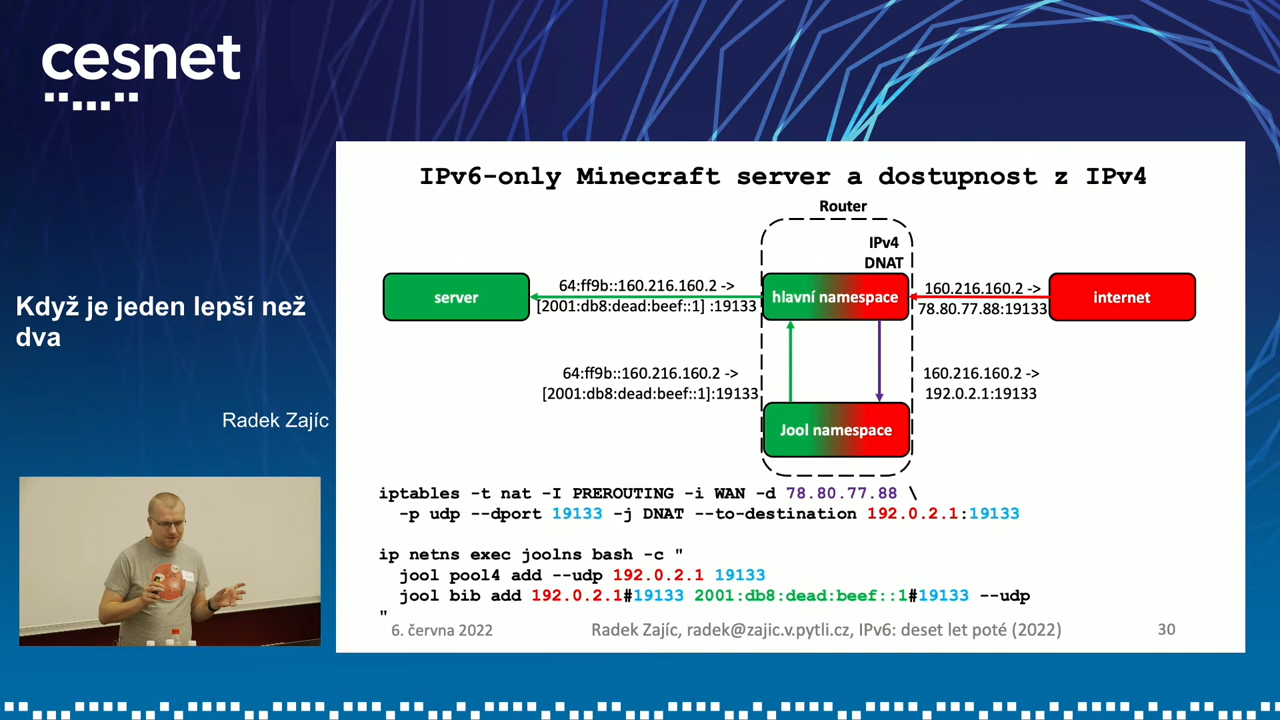 cesnet
Když je jeden lepší než
dva
Radek Zajíc
IPv6-only Minecraft server a dostupnost z IPv4
Router
IPv4
DNAT
server
64:ff9b::160.216.160.2 ->
[2001:db8:dead:beef::1] :19133
hlavní namespace
160.216.160.2 ->
78.80.77.88:19133
internet
64:ff9b::160.216.160.2 ->
[2001:db8:dead:beef::1]:19133
160.216.160.2 ->
192.0.2.1:19133
Jool namespace
iptables -t nat -I PREROUTING -i WAN -d 78.80.77.88 \
-p udp --dport 19133 -j DNAT --to-destination 192.0.2.1:19133
ip netns exec joolns bash -c "
jool pool4 add --udp 192.0.2.1 19133
jool bib add 192.0.2.1#19133 2001:db8:dead:beef::1#19133 --udp
"
6. června 2022
Radek Zajíc, radek@zajic.v.pytli.cz, IPv6: deset let poté (2022)
30